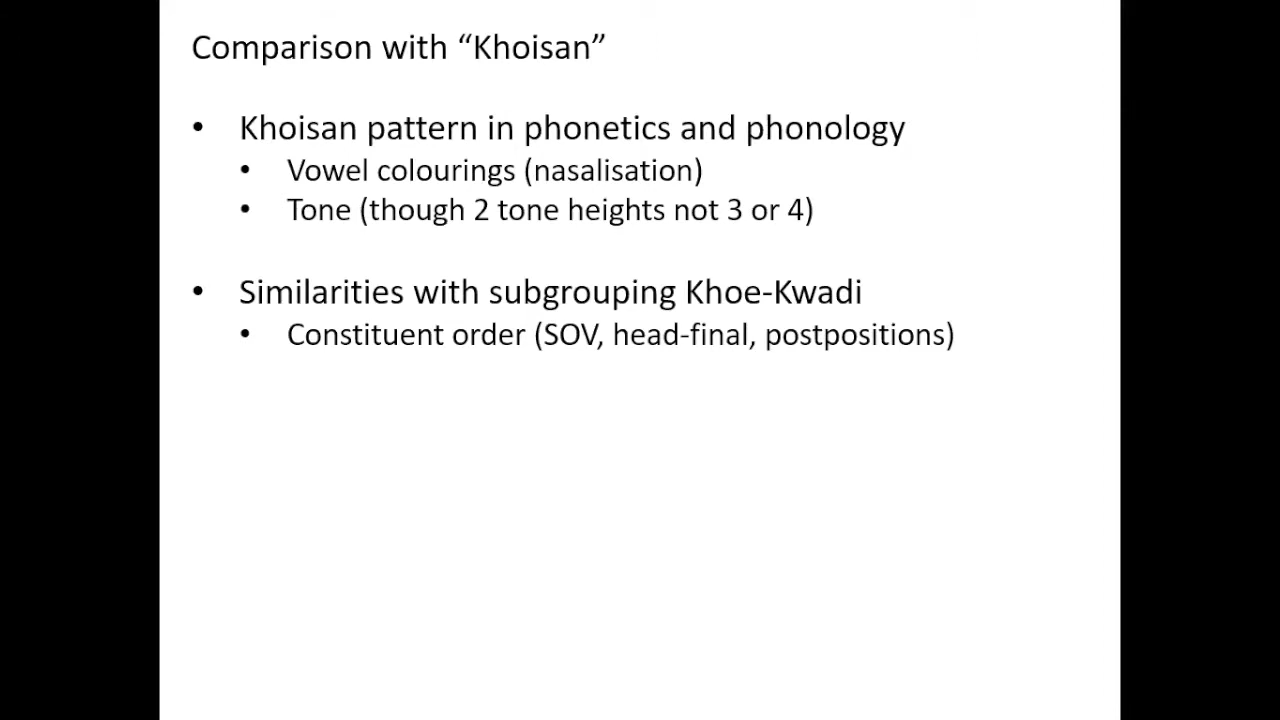 Comparison with “Khoisan”
• Khoisan pattern in phonetics and phonology
• Vowel colourings (nasalisation)
• Tone (though 2 tone heights not 3 or 4)
• Similarities with subgrouping Khoe-Kwadi
• Constituent order (SOV, head-final, postpositions)